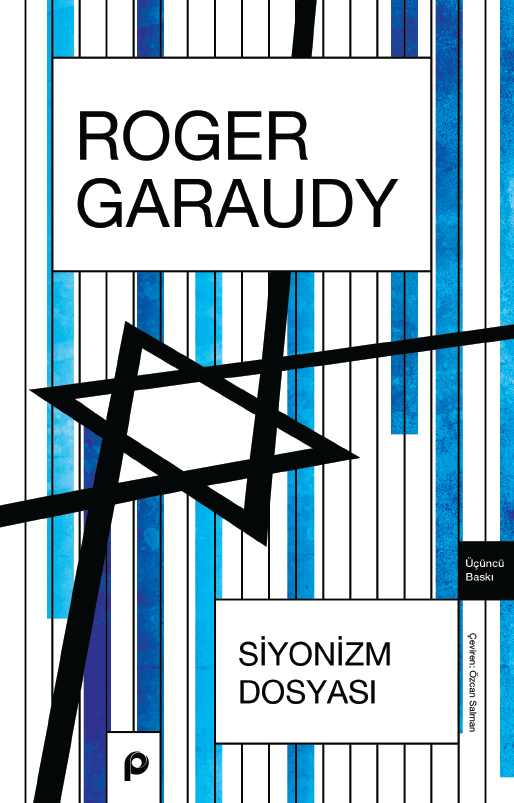 ROGER
GARAUDY
Üçüncü
Baskı
SİYONİZM
DOSYASI
Çeviren: Özcan Salman
p